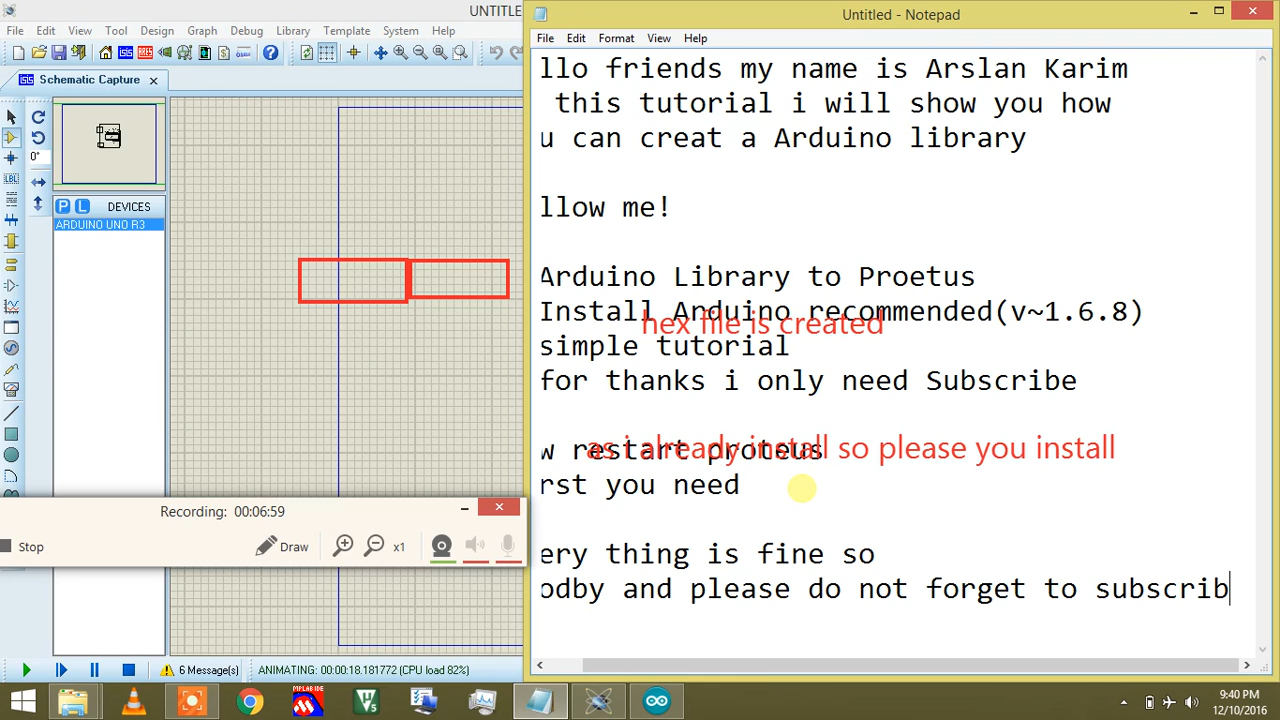 UNTITLE
File Edit View Tool Design Graph Debug Library Template System Help
Schematic Capture
0°
P L DEVICES
ARDUINO UNO R3
LBL
Recording: 00:06:59
Stop
Draw
x1
6 Message(s)
ANIMATING: 00:00:18.181772 (CPU load 82%)
Untitled - Notepad
File Edit Format View Help
llo friends my name is Arslan Karim
this tutorial i will show you how
u can creat a Arduino library
llow me!
Arduino Library to Proetus
Install Arduino recommended(v~1.6.8)
hex file is created
simple tutorial
for thanks i only need Subscribe
w restart proteus
as i already install so please you install
rst you need
ery thing is fine so
odby and please do not forget to subscrib
MPLAB IDE
9:40 PM
12/10/2016